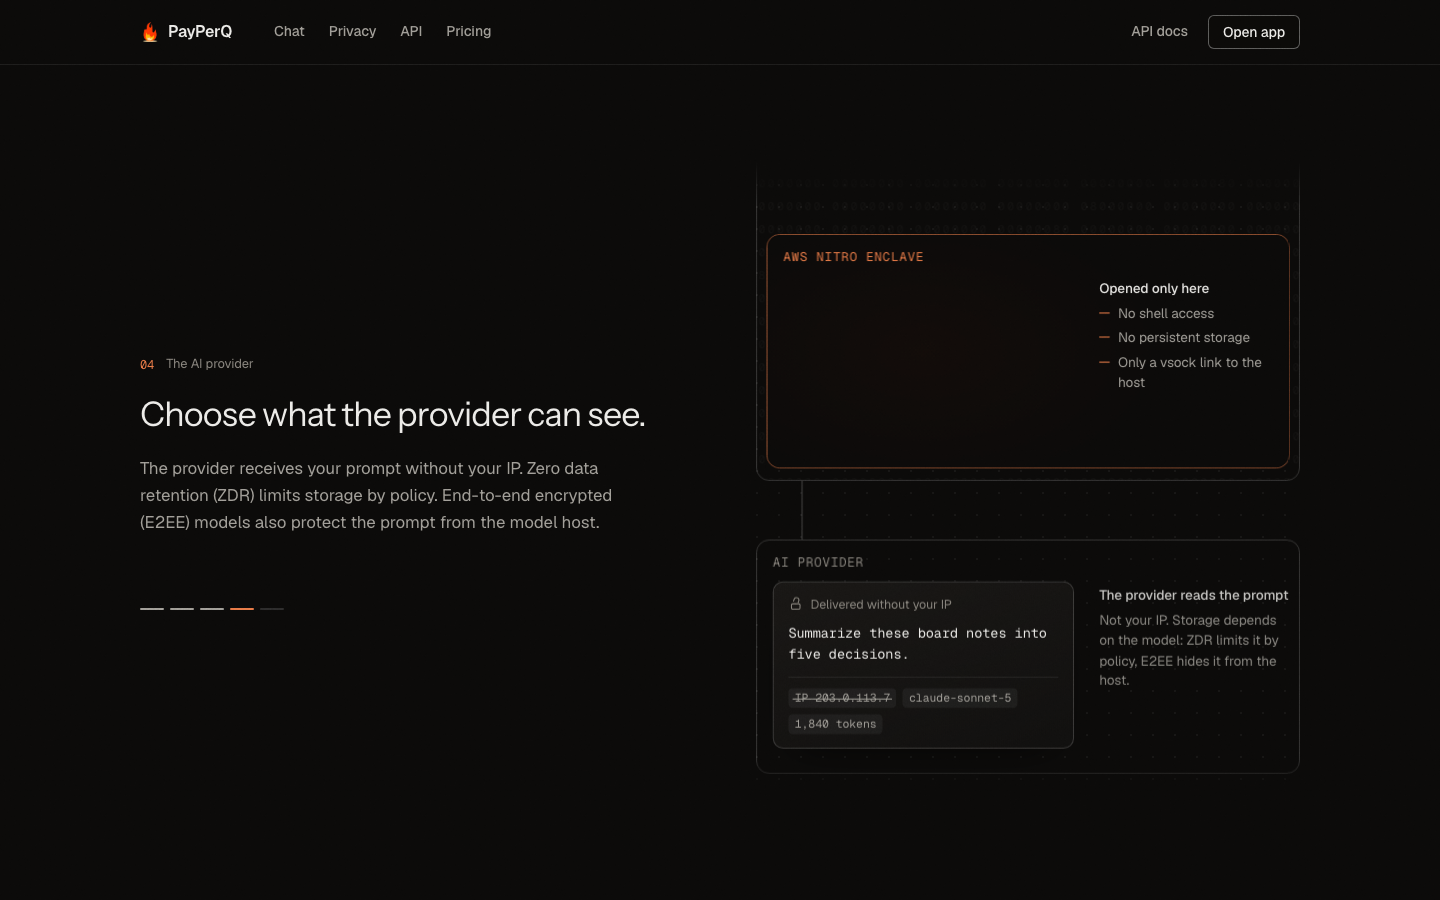 PayPerQ
Chat
Privacy
API
Pricing
API docs
Open app
04 The AI provider
Choose what the provider can see.
The provider receives your prompt without your IP. Zero data
retention (ZDR) limits storage by policy. End-to-end encrypted
(E2EE) models also protect the prompt from the model host.
AWS NITRO ENCLAVE
Opened only here
No shell access
No persistent storage
Only a vsock link to the
host
AI PROVIDER
Delivered without your IP
Summarize these board notes into
five decisions.
IP 203.0.113.7
claude-sonnet-5
1,840 tokens
The provider reads the prompt
Not your IP. Storage depends
on the model: ZDR limits it by
policy, E2EE hides it from the
host.